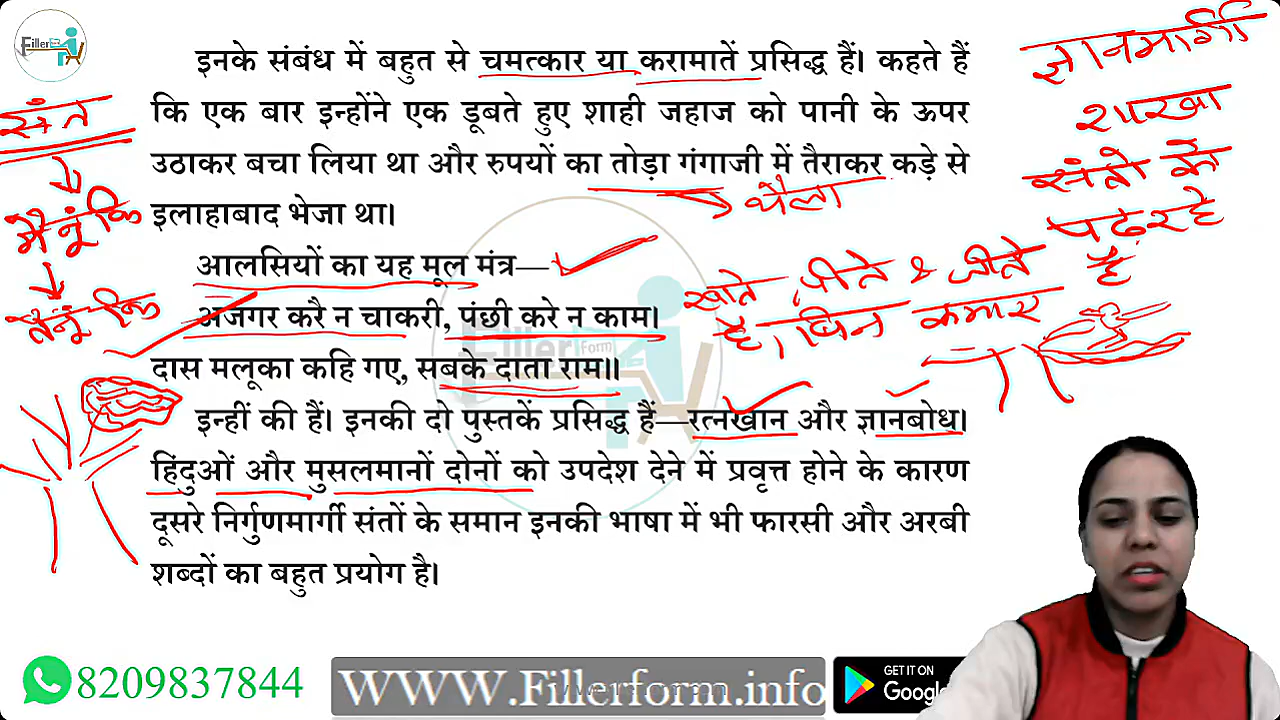 Filler Form
इनके संबंध में बहुत से चमत्कार या करामातें प्रसिद्ध हैं। कहते हैं
कि एक बार इन्होंने एक डूबते हुए शाही जहाज को पानी के ऊपर
उठाकर बचा लिया था और रुपयों का तोड़ा गंगाजी में तैराकर कड़े से
इलाहाबाद भेजा था।
थैला
आलसियों का यह मूल मंत्र—
अजगर करै न चाकरी, पंछी करे न काम।
दास मलूका कहि गए, सबके दाता राम॥
इन्हीं की हैं। इनकी दो पुस्तकें प्रसिद्ध हैं—रत्नखान और ज्ञानबोध।
हिंदुओं और मुसलमानों दोनों को उपदेश देने में प्रवृत्त होने के कारण
दूसरे निर्गुणमार्गी संतों के समान इनकी भाषा में भी फारसी और अरबी
शब्दों का बहुत प्रयोग है।
संत
ज्ञानमार्गी
शाखा
संतो को
पढ़ रहे
है
खाते पीते & जीते
है, बिन कमाए
8209837844
WWW.Fillerform.info
GET IT ON
Google